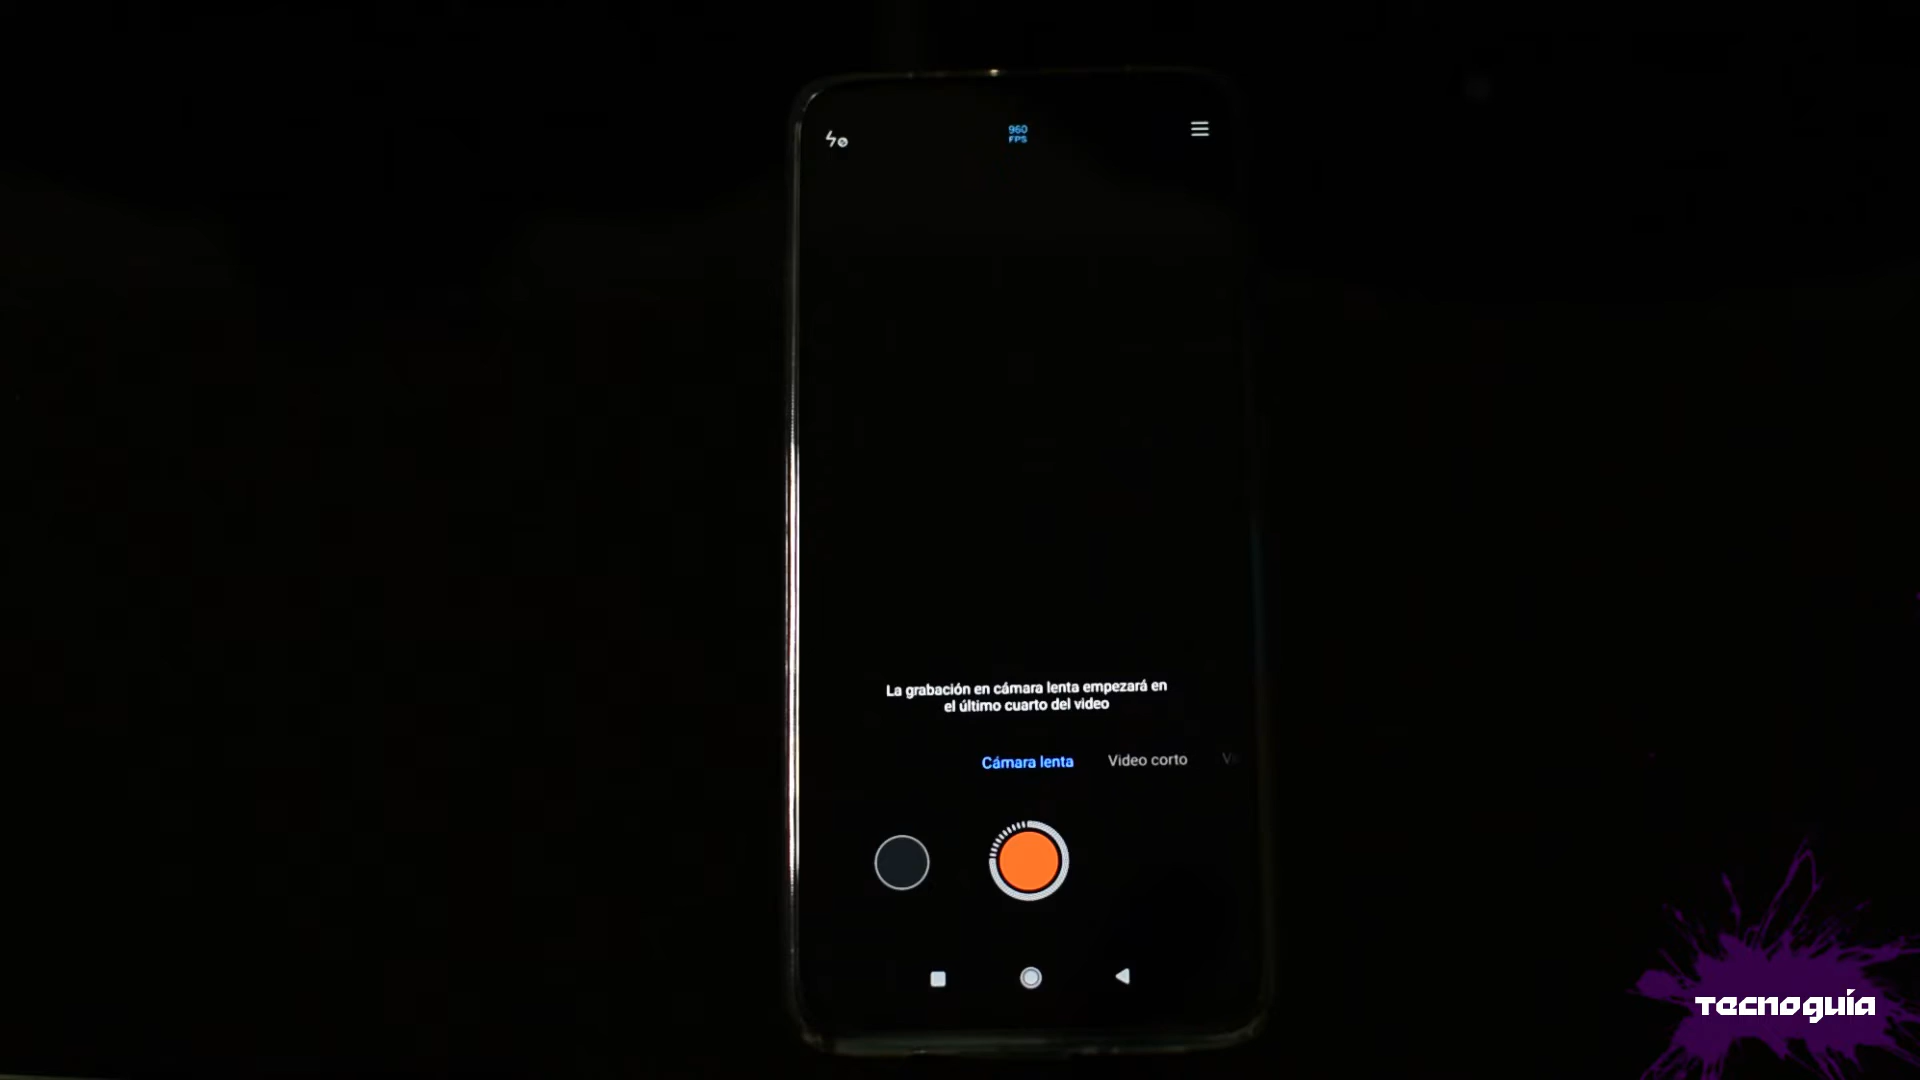 960
FPS
La grabación en cámara lenta empezará en
el último cuarto del video
Cámara lenta Video corto
Tecnoguía